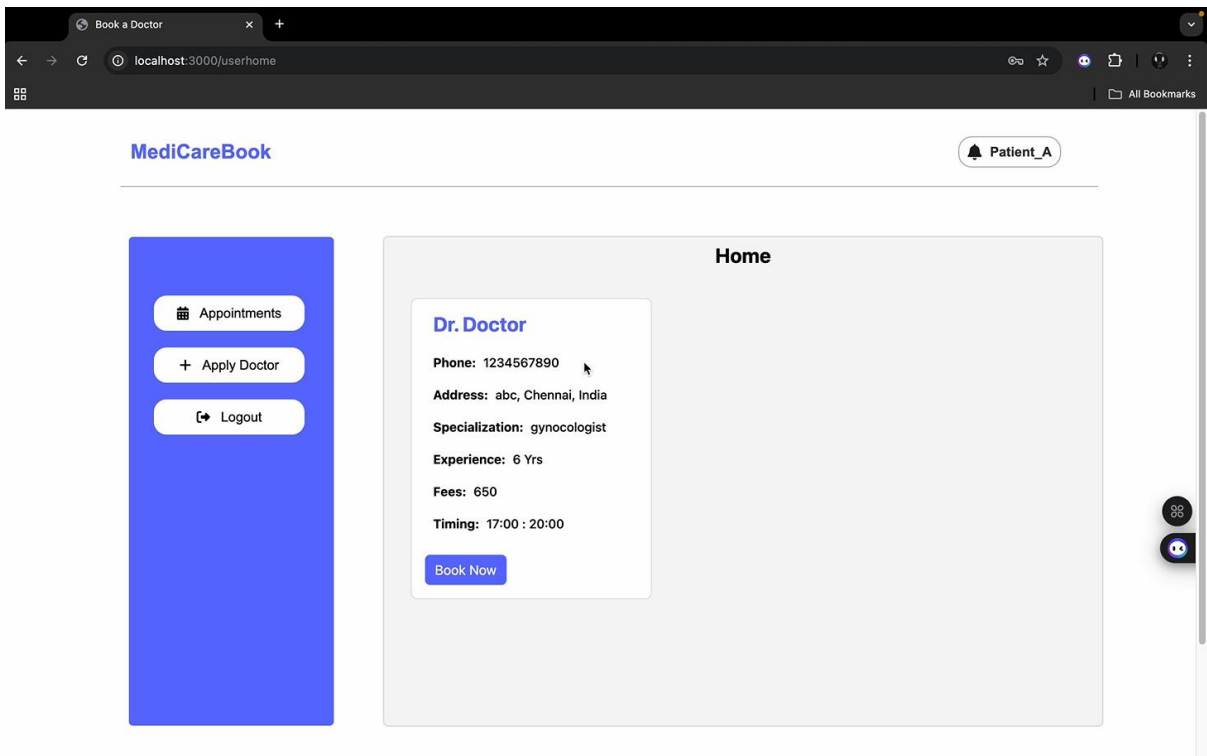 Book a Doctor
localhost:3000/userhome
All Bookmarks
MediCareBook
Patient_A
Home
Appointments
Apply Doctor
Logout
Dr. Doctor
Phone: 1234567890
Address: abc, Chennai, India
Specialization: gynocologist
Experience: 6 Yrs
Fees: 650
Timing: 17:00 : 20:00
Book Now